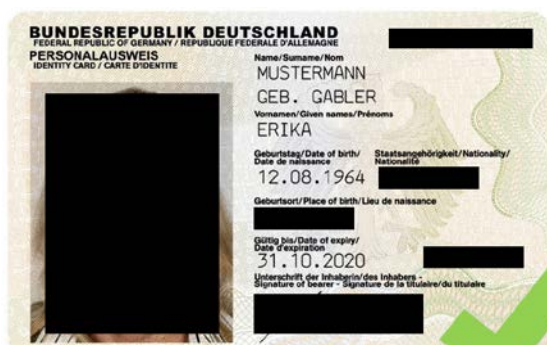 BUNDESREPUBLIK DEUTSCHLAND
FEDERAL REPUBLIC OF GERMANY / REPUBLIQUE FEDERALE D'ALLEMAGNE
PERSONALAUSWEIS
IDENTITY CARD / CARTE D'IDENTITE
Name/Surname/Nom
MUSTERMANN
GEB. GABLER
Vornamen/Given names/Prénoms
ERIKA
Geburtstag/Date of birth/
Date de naissance
Staatsangehörigkeit/Nationality/
Nationalité
12.08.1964
Geburtsort/Place of birth/Lieu de naissance
Gültig bis/Date of expiry/
Date d'expiration
31.10.2020
Unterschrift der Inhaberin/des Inhabers -
Signature of bearer - Signature de la titulaire/du titulaire